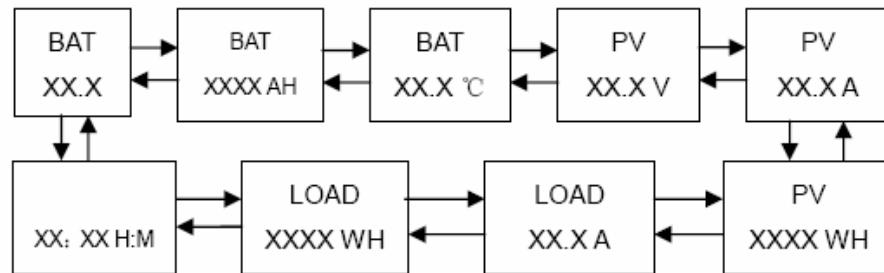 BAT
XX.X
BAT
XXXX AH
BAT
XX.X ℃
PV
XX.X V
PV
XX.X A
XX：XX H:M
LOAD
XXXX WH
LOAD
XX.X A
PV
XXXX WH